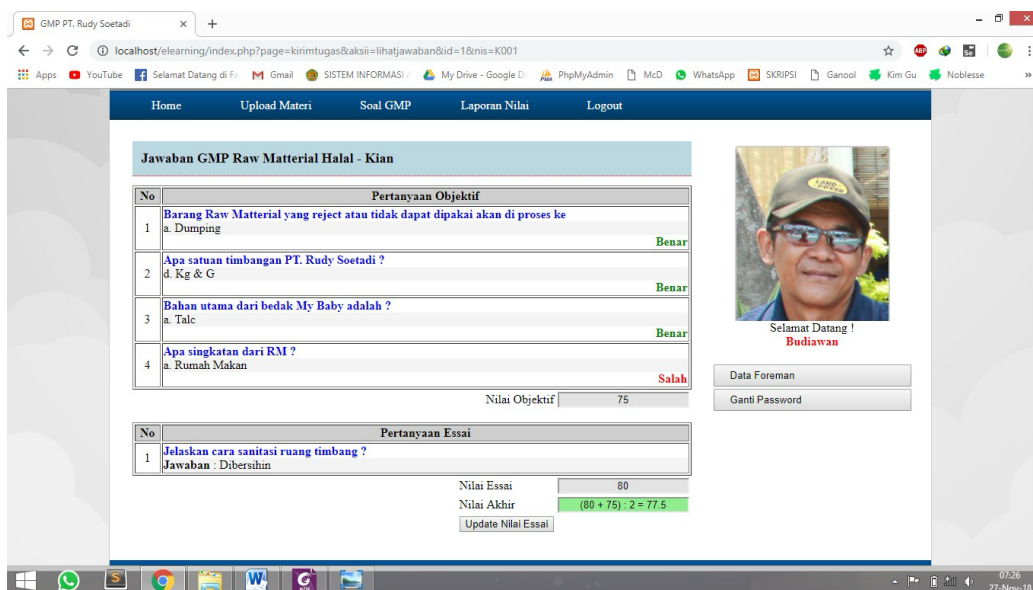 GMP PT. Rudy Soetadi
localhost/elearning/index.php?page=kirimtugas&aksii=lihatjawaban&id=1&nis=K001
Apps YouTube Selamat Datang di Fa Gmail SISTEM INFORMASI / My Drive - Google Dr PhpMyAdmin McD WhatsApp SKRIPSI Ganool Kim Gu Noblesse »
Home Upload Materi Soal GMP Laporan Nilai Logout
Jawaban GMP Raw Matterial Halal - Kian
No Pertanyaan Objektif
1 Barang Raw Matterial yang reject atau tidak dapat dipakai akan di proses ke
a. Dumping
Benar
2 Apa satuan timbangan PT. Rudy Soetadi ?
d. Kg & G
Benar
3 Bahan utama dari bedak My Baby adalah ?
a. Talc
Benar
4 Apa singkatan dari RM ?
a. Rumah Makan
Salah
Nilai Objektif 75
No Pertanyaan Essai
1 Jelaskan cara sanitasi ruang timbang ?
Jawaban : Dibersihin
Nilai Essai 80
Nilai Akhir (80 + 75) : 2 = 77.5
Update Nilai Essai
LAND ROVER
Selamat Datang !
Budiawan
Data Foreman
Ganti Password
07:26
27-Nov-18